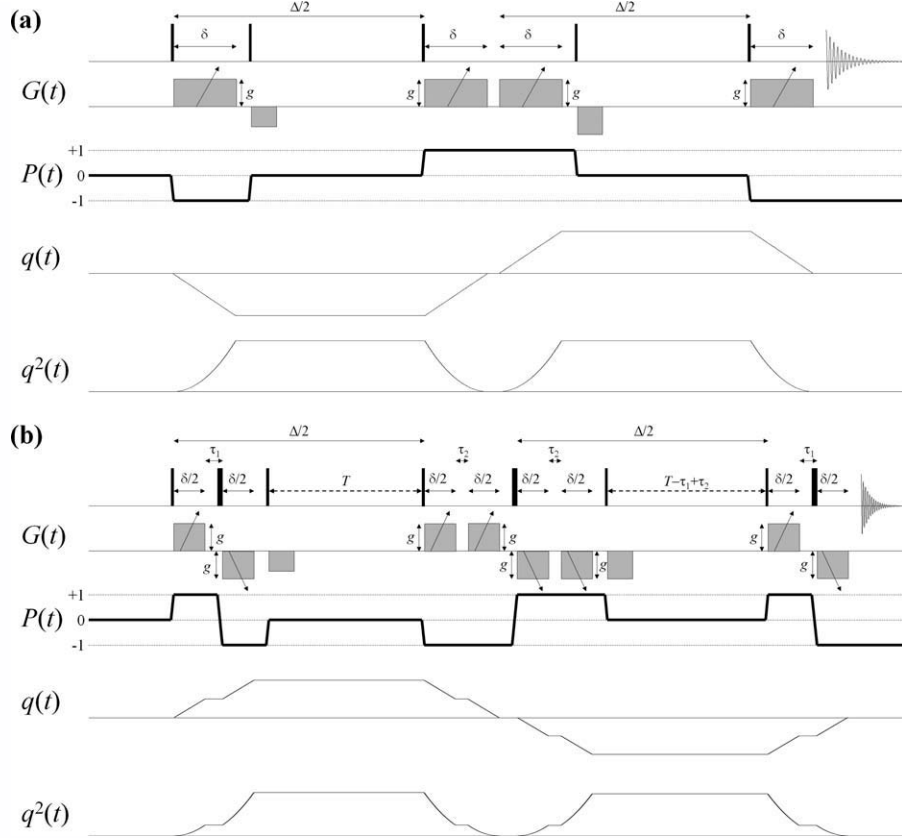 (a)
Δ/2 Δ/2
δ δ δ δ
G(t) g g g g
+1
P(t) 0
-1
q(t)
q²(t)
(b)
Δ/2 Δ/2
τ₁ τ₂ τ₂ τ₁
δ/2 δ/2 T δ/2 δ/2 δ/2 δ/2 T−τ₁+τ₂ δ/2 δ/2
G(t) g g g g g
g g g g
+1
P(t) 0
-1
q(t)
q²(t)